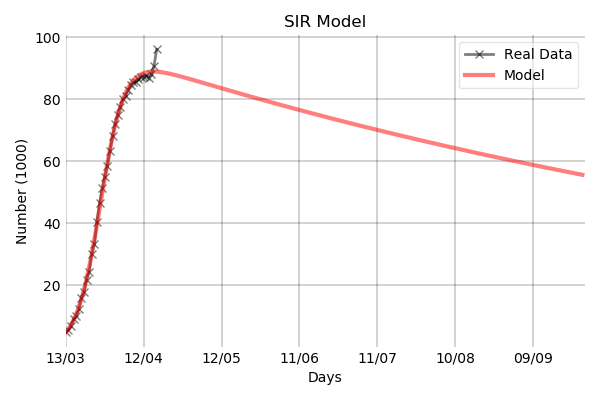 SIR Model
Real Data
Model
Number (1000)
100
80
60
40
20
13/03 12/04 12/05 11/06 11/07 10/08 09/09
Days